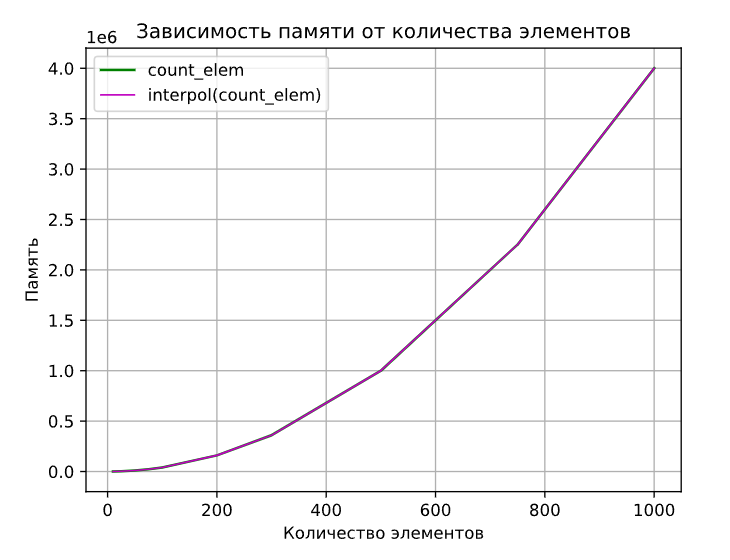 Зависимость памяти от количества элементов
1e6
count_elem
interpol(count_elem)
4.0
3.5
3.0
2.5
2.0
1.5
1.0
0.5
0.0
Память
0 200 400 600 800 1000
Количество элементов